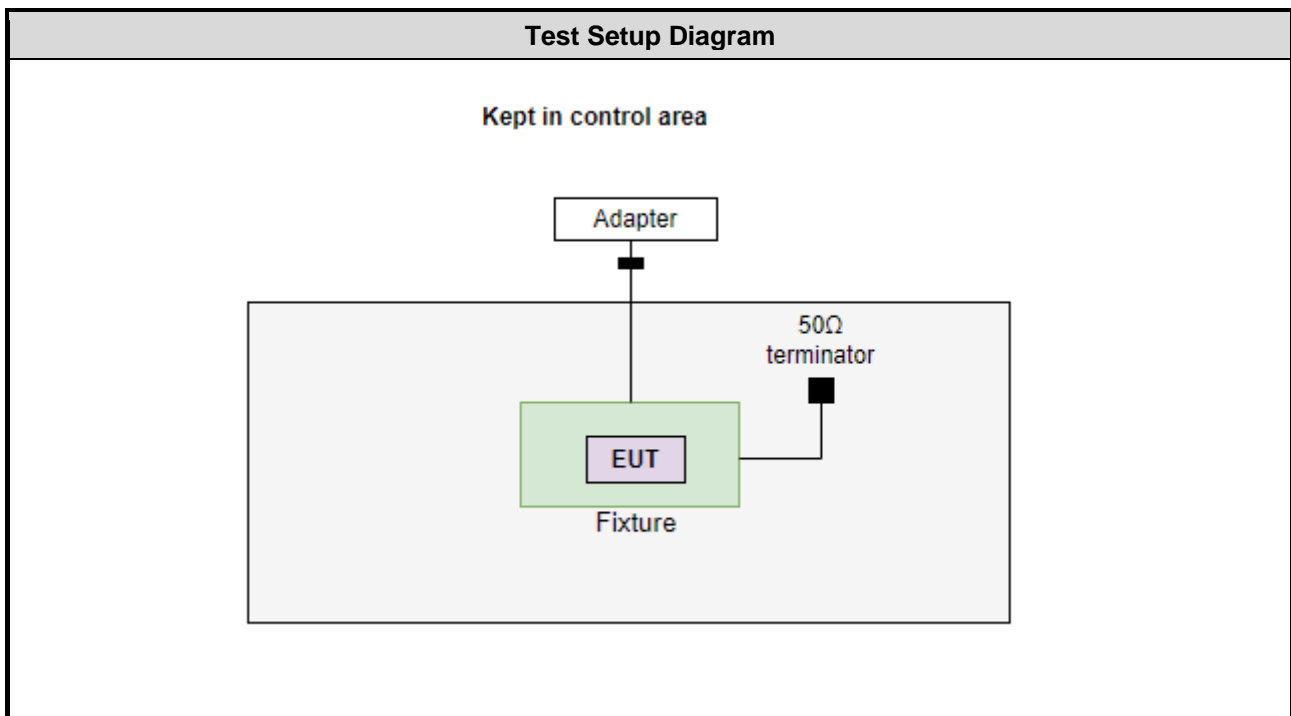 Test Setup Diagram
Kept in control area
Adapter
50Ω
terminator
EUT
Fixture